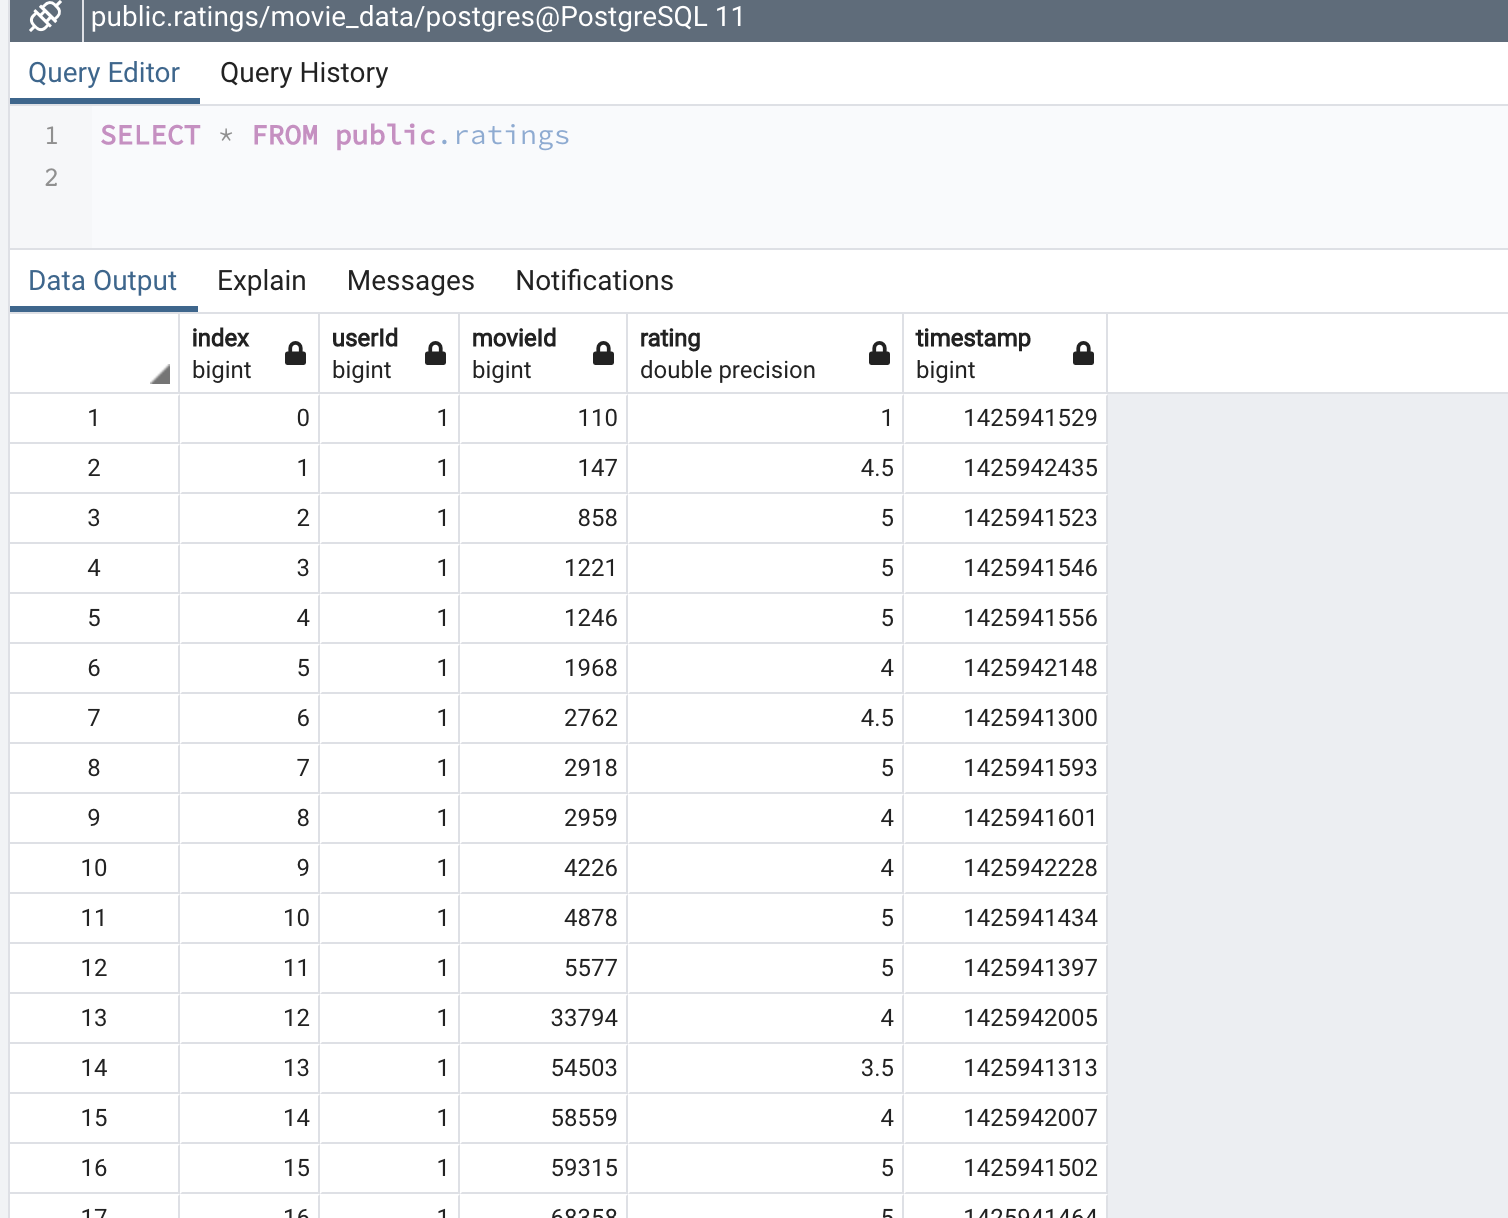 public.ratings/movie_data/postgres@PostgreSQL 11
Query Editor Query History
1 SELECT * FROM public.ratings
2
Data Output Explain Messages Notifications
index userId movieId rating timestamp
bigint bigint bigint double precision bigint
1 0 1 110 1 1425941529
2 1 1 147 4.5 1425942435
3 2 1 858 5 1425941523
4 3 1 1221 5 1425941546
5 4 1 1246 5 1425941556
6 5 1 1968 4 1425942148
7 6 1 2762 4.5 1425941300
8 7 1 2918 5 1425941593
9 8 1 2959 4 1425941601
10 9 1 4226 4 1425942228
11 10 1 4878 5 1425941434
12 11 1 5577 5 1425941397
13 12 1 33794 4 1425942005
14 13 1 54503 3.5 1425941313
15 14 1 58559 4 1425942007
16 15 1 59315 5 1425941502
17 16 1 68358 5 1425941464